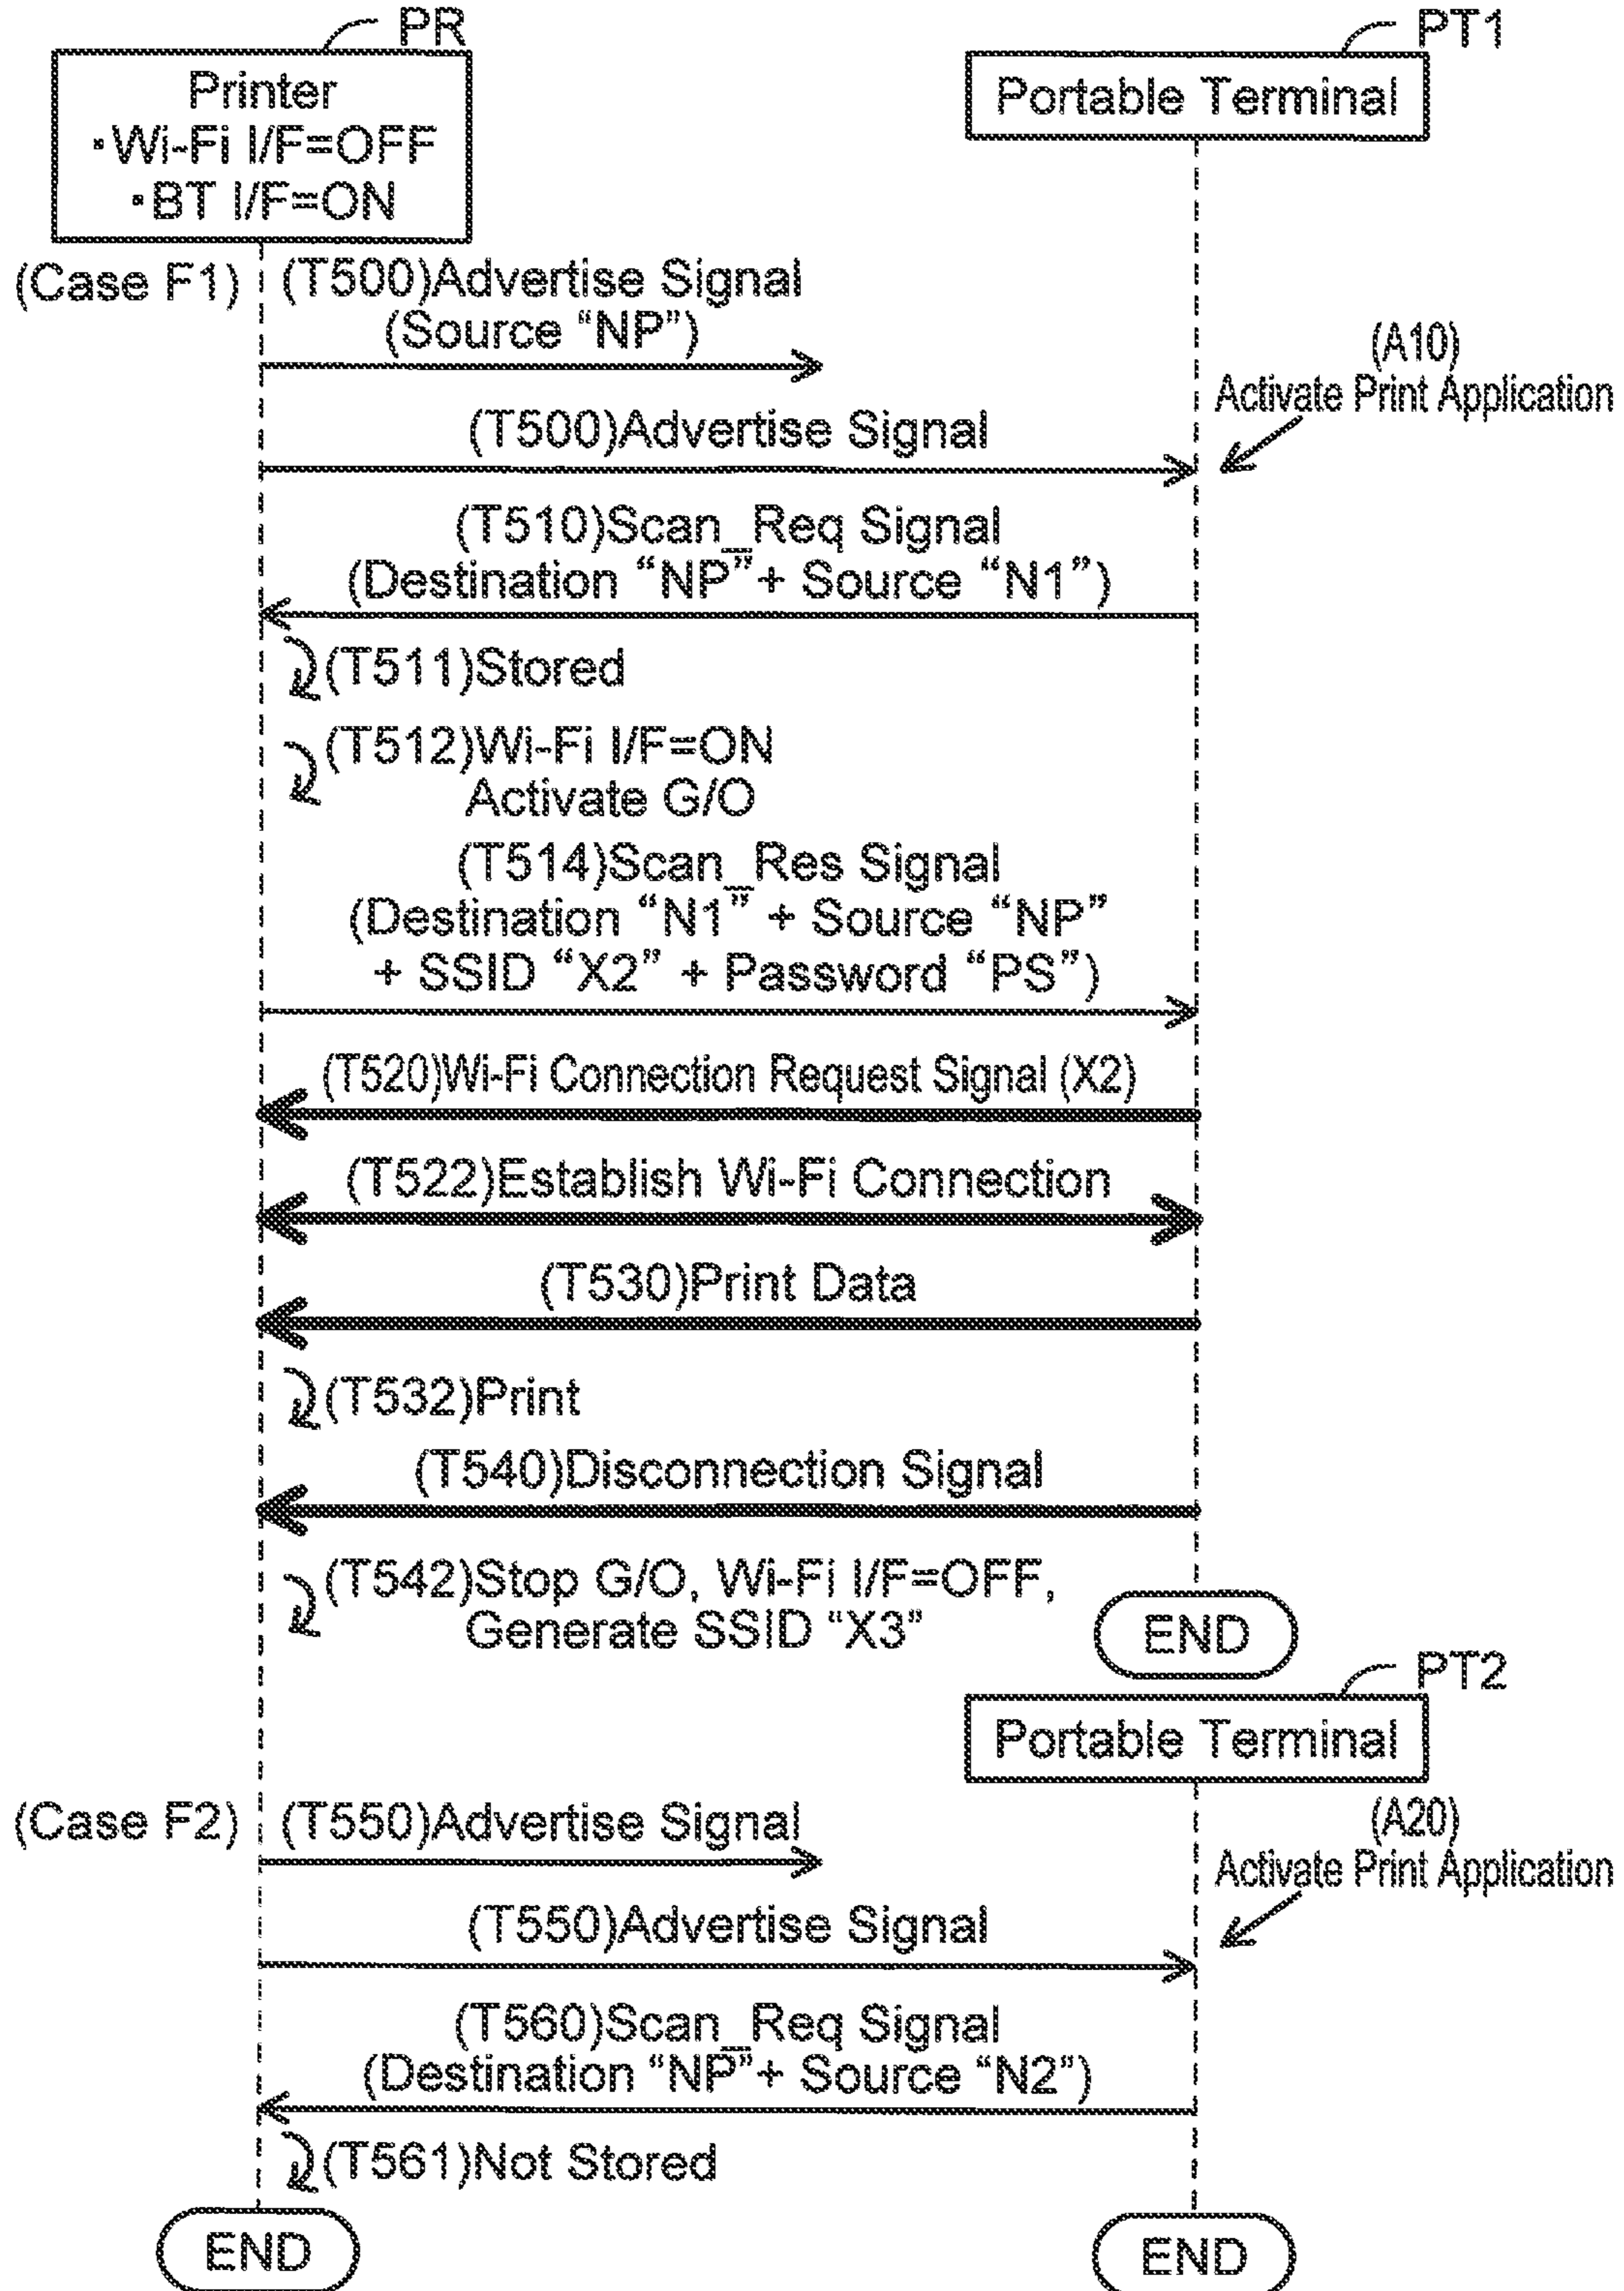 PR
PT1
Printer
・Wi-Fi I/F=OFF
・BT I/F=ON
Portable Terminal
(Case F1)
(T500)Advertise Signal
(Source “NP”)
(A10)
Activate Print Application
(T500)Advertise Signal
(T510)Scan_Req Signal
(Destination “NP”+ Source “N1”)
(T511)Stored
(T512)Wi-Fi I/F=ON
Activate G/O
(T514)Scan_Res Signal
(Destination “N1” + Source “NP”
+ SSID “X2” + Password “PS”)
(T520)Wi-Fi Connection Request Signal (X2)
(T522)Establish Wi-Fi Connection
(T530)Print Data
(T532)Print
(T540)Disconnection Signal
(T542)Stop G/O, Wi-Fi I/F=OFF,
Generate SSID “X3”
END
PT2
Portable Terminal
(Case F2)
(T550)Advertise Signal
(A20)
Activate Print Application
(T550)Advertise Signal
(T560)Scan_Req Signal
(Destination “NP”+ Source “N2”)
(T561)Not Stored
END
END